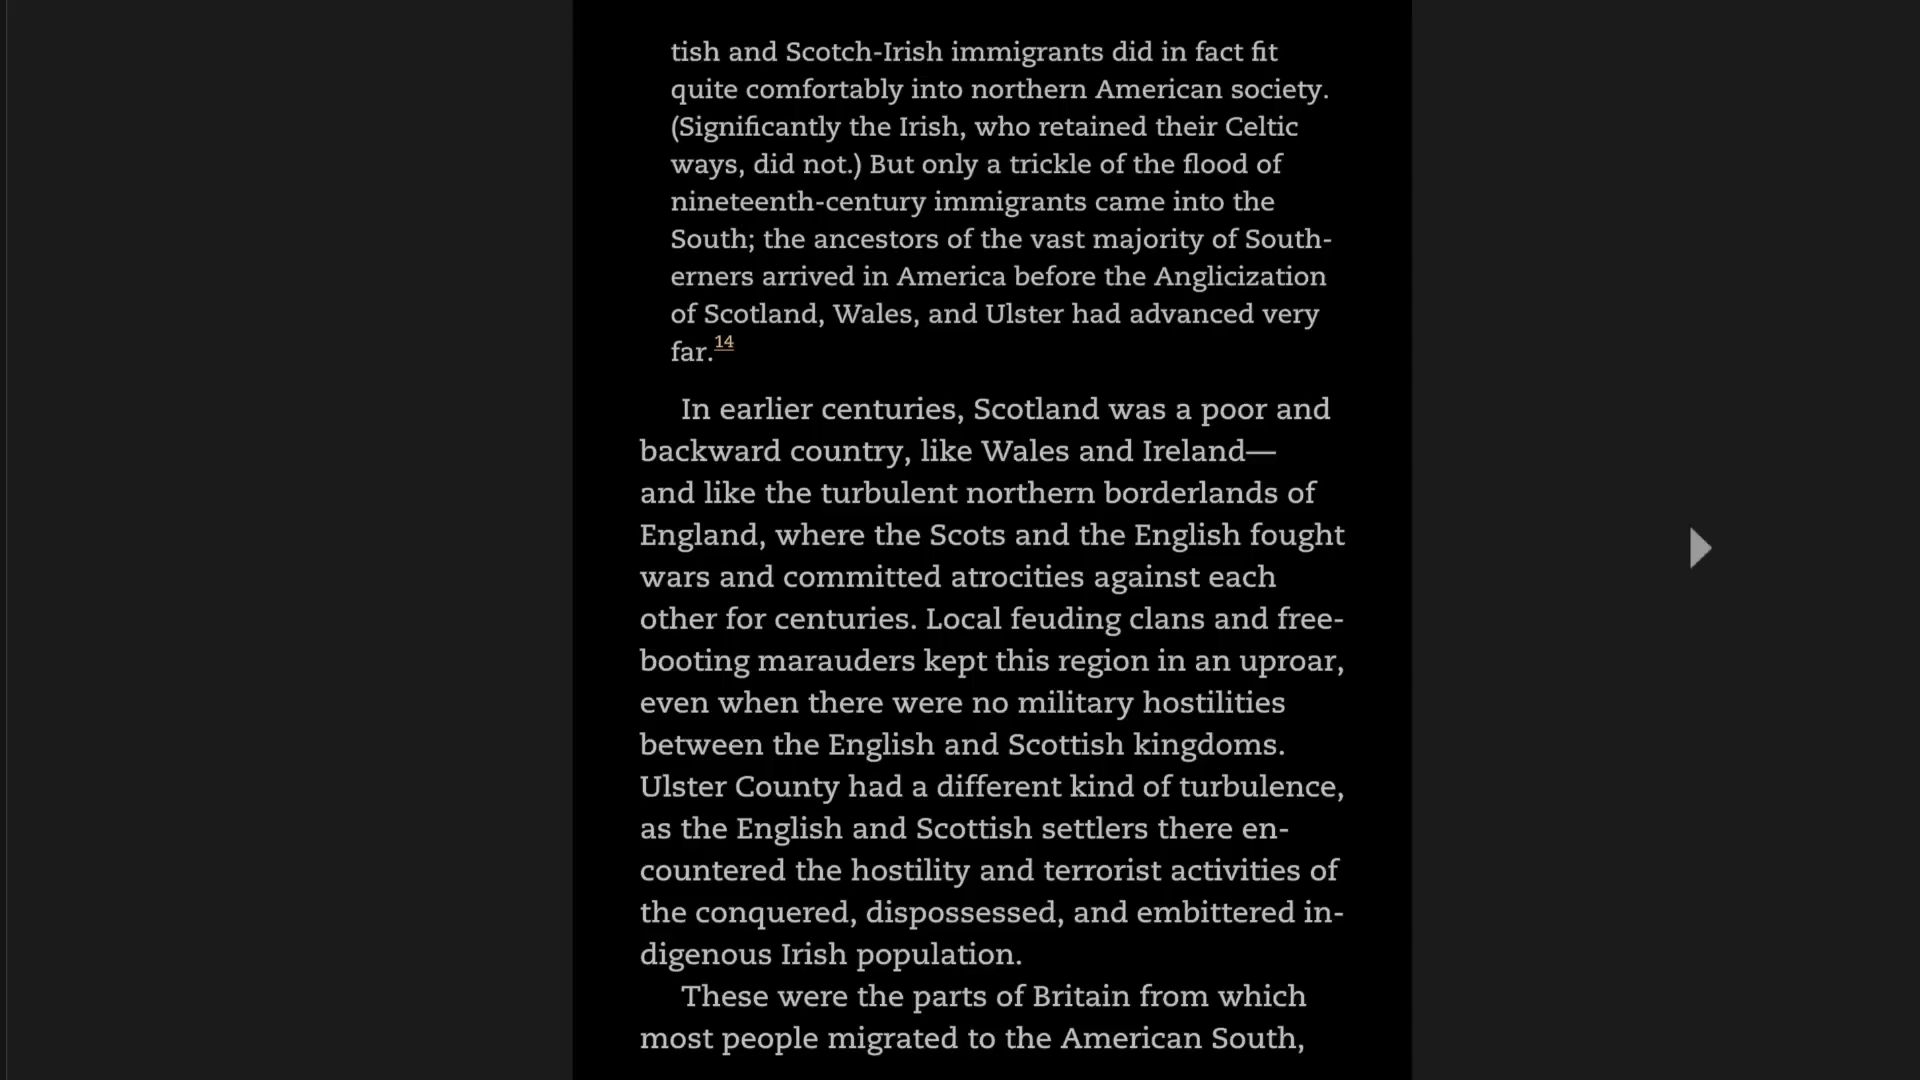 tish and Scotch-Irish immigrants did in fact fit
quite comfortably into northern American society.
(Significantly the Irish, who retained their Celtic
ways, did not.) But only a trickle of the flood of
nineteenth-century immigrants came into the
South; the ancestors of the vast majority of South-
erners arrived in America before the Anglicization
of Scotland, Wales, and Ulster had advanced very
far.14
In earlier centuries, Scotland was a poor and
backward country, like Wales and Ireland—
and like the turbulent northern borderlands of
England, where the Scots and the English fought
wars and committed atrocities against each
other for centuries. Local feuding clans and free-
booting marauders kept this region in an uproar,
even when there were no military hostilities
between the English and Scottish kingdoms.
Ulster County had a different kind of turbulence,
as the English and Scottish settlers there en-
countered the hostility and terrorist activities of
the conquered, dispossessed, and embittered in-
digenous Irish population.
These were the parts of Britain from which
most people migrated to the American South,